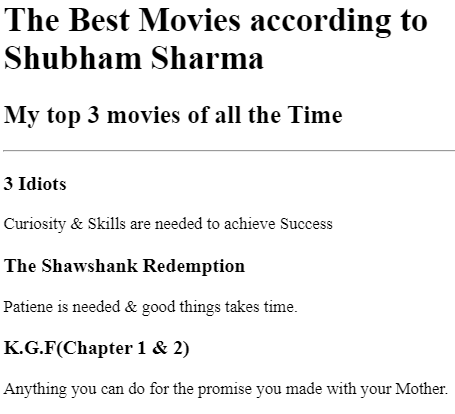 The Best Movies according to
Shubham Sharma
My top 3 movies of all the Time
3 Idiots
Curiosity & Skills are needed to achieve Success
The Shawshank Redemption
Patiene is needed & good things takes time.
K.G.F(Chapter 1 & 2)
Anything you can do for the promise you made with your Mother.